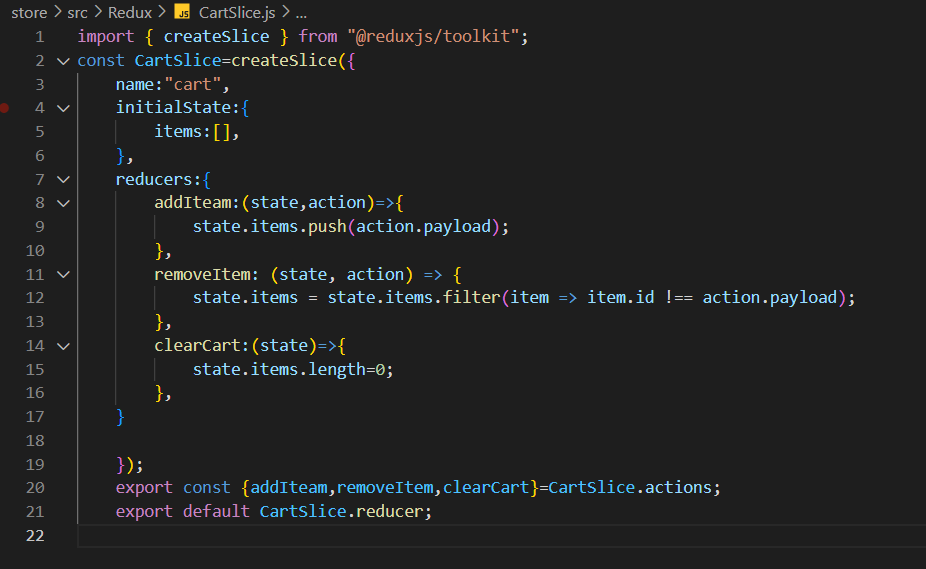 store > src > Redux > JS CartSlice.js > ...
1 import { createSlice } from "@reduxjs/toolkit";
2 const CartSlice=createSlice({
3     name:"cart",
4     initialState:{
5         items:[],
6     },
7     reducers:{
8         addIteam:(state,action)=>{
9             state.items.push(action.payload);
10         },
11         removeItem: (state, action) => {
12             state.items = state.items.filter(item => item.id !== action.payload);
13         },
14         clearCart:(state)=>{
15             state.items.length=0;
16         },
17     }
18
19     });
20     export const {addIteam,removeItem,clearCart}=CartSlice.actions;
21     export default CartSlice.reducer;
22